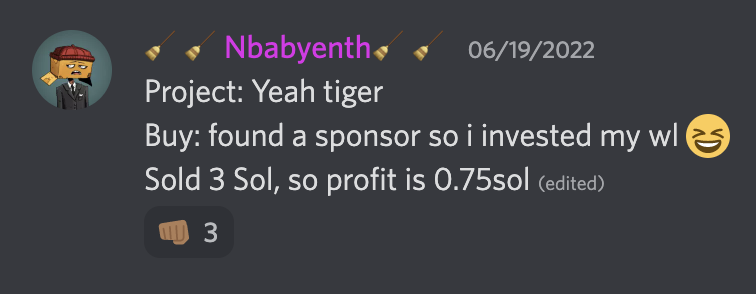 🧹 🧹 Nbabyenth🧹 🧹 06/19/2022
Project: Yeah tiger
Buy: found a sponsor so i invested my wl 😆
Sold 3 Sol, so profit is 0.75sol (edited)
👊🏽 3